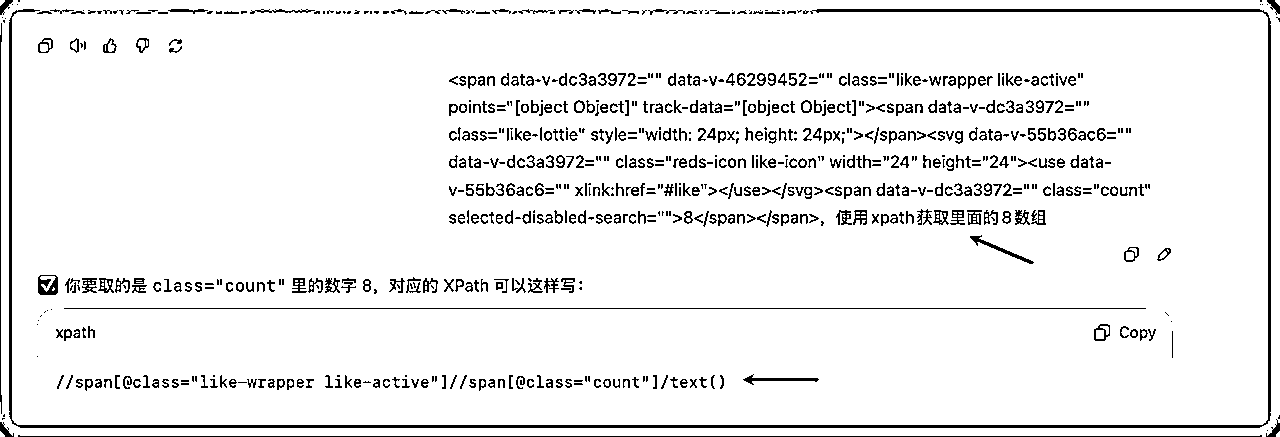 <span data-v-dc3a3972="" data-v-46299452="" class="like-wrapper like-active"
points="[object Object]" track-data="[object Object]"><span data-v-dc3a3972=""
class="like-lottie" style="width: 24px; height: 24px;"></span><svg data-v-55b36ac6=""
data-v-dc3a3972="" class="reds-icon like-icon" width="24" height="24"><use data-
v-55b36ac6="" xlink:href="#like"></use></svg><span data-v-dc3a3972="" class="count"
selected-disabled-search="">8</span></span>，使用xpath获取里面的8数组
你要取的是 class="count" 里的数字 8，对应的 XPath 可以这样写：
xpath
Copy
//span[@class="like-wrapper like-active"]//span[@class="count"]/text()